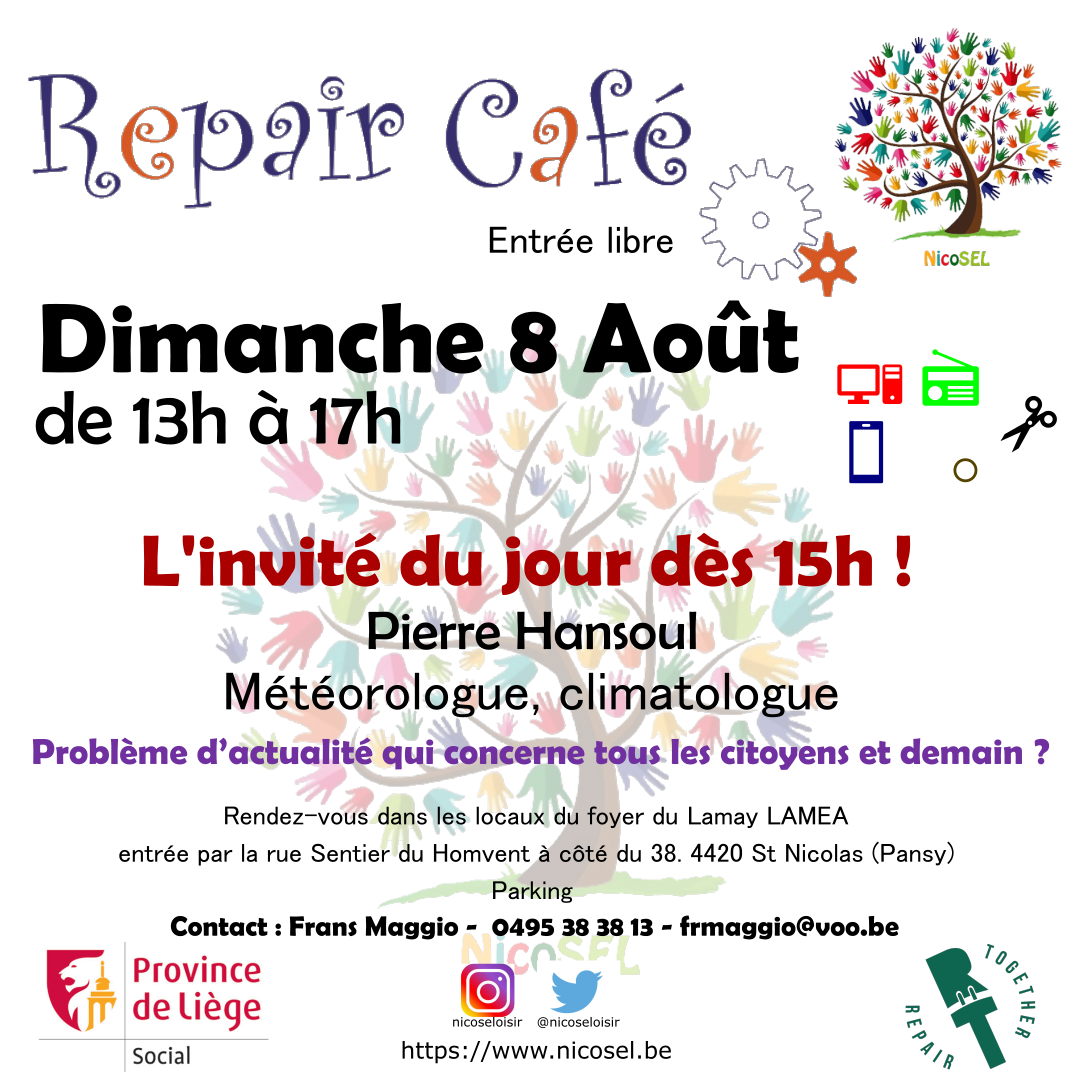 Repair Café
NicoSEL
Entrée libre
Dimanche 8 Août
de 13h à 17h
L'invité du jour dès 15h !
Pierre Hansoul
Météorologue, climatologue
Problème d’actualité qui concerne tous les citoyens et demain ?
Rendez-vous dans les locaux du foyer du Lamay LAMEA
entrée par la rue Sentier du Homvent à côté du 38. 4420 St Nicolas (Pansy)
Parking
Contact : Frans Maggio - 0495 38 38 13 - frmaggio@voo.be
NicoSEL
Province
de Liège
Social
nicoseloisir @nicoseloisir
https://www.nicosel.be
RT
TOGETHER
REPAIR